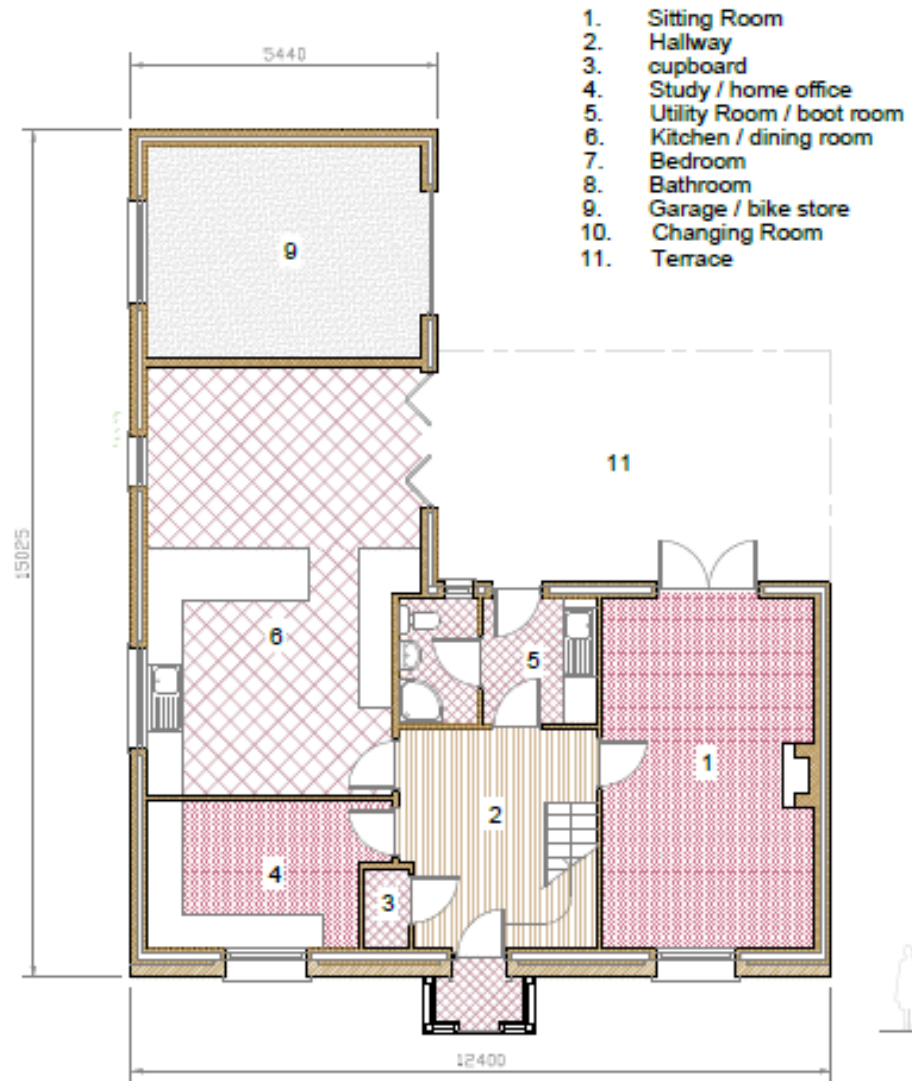 1. Sitting Room
2. Hallway
3. cupboard
4. Study / home office
5. Utility Room / boot room
6. Kitchen / dining room
7. Bedroom
8. Bathroom
9. Garage / bike store
10. Changing Room
11. Terrace
5440
9
11
15025
6
5
1
2
4
3
12400